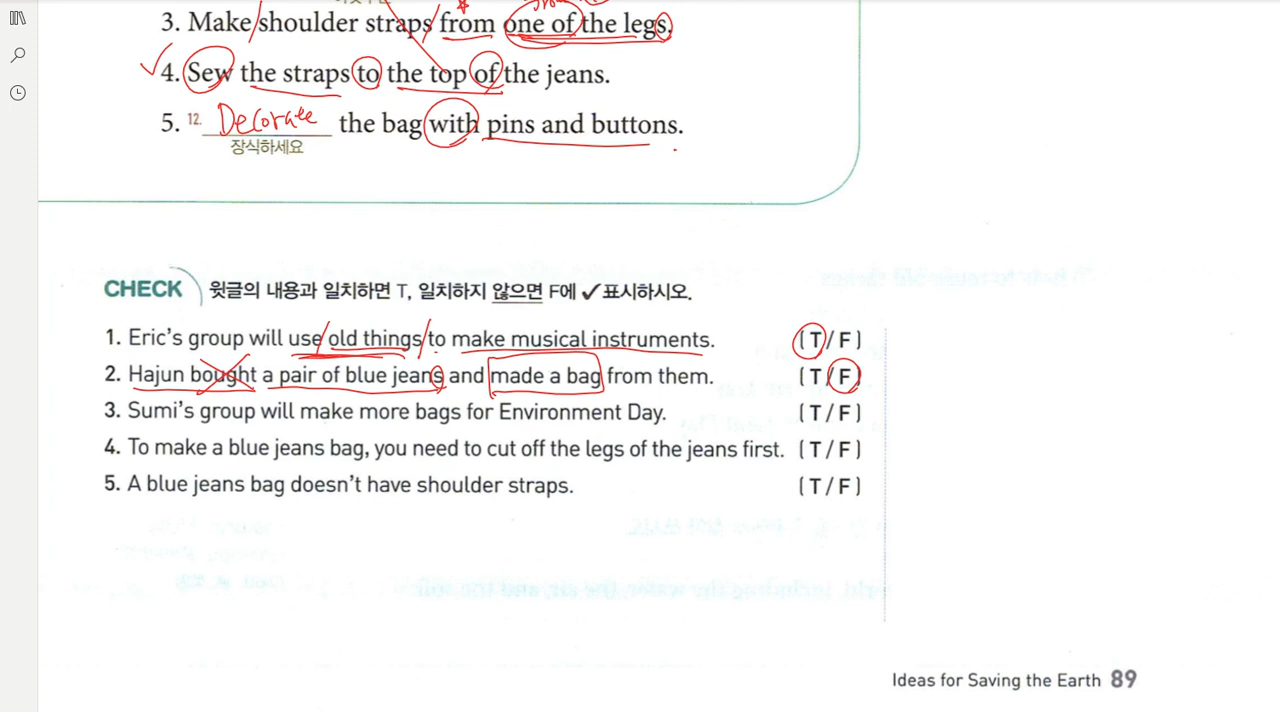 3. Make shoulder straps from one of the legs.
4. Sew the straps to the top of the jeans.
5. 12. Decorate the bag with pins and buttons.
장식하세요
CHECK 윗글의 내용과 일치하면 T, 일치하지 않으면 F에 ✓표시하시오.
1. Eric's group will use old things to make musical instruments. ( T / F )
2. Hajun bought a pair of blue jeans and made a bag from them. ( T / F )
3. Sumi's group will make more bags for Environment Day. ( T / F )
4. To make a blue jeans bag, you need to cut off the legs of the jeans first. ( T / F )
5. A blue jeans bag doesn't have shoulder straps. ( T / F )
Ideas for Saving the Earth 89